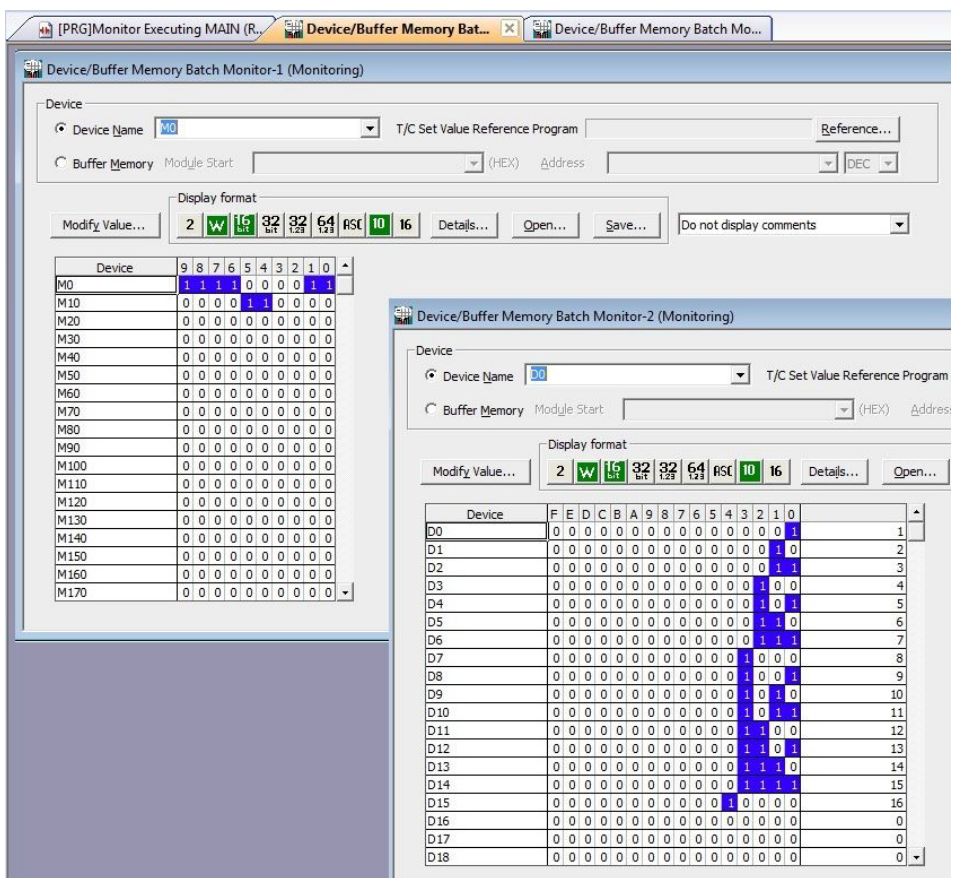 [PRG]Monitor Executing MAIN (R... Device/Buffer Memory Bat... Device/Buffer Memory Batch Mo...
Device/Buffer Memory Batch Monitor-1 (Monitoring)
Device
Device Name M0 T/C Set Value Reference Program Reference...
Buffer Memory Module Start (HEX) Address DEC
Display format
Modify Value... 2 W 16 bit 32 bit 32 1.23 64 1.23 ASC 10 16 Details... Open... Save... Do not display comments
Device 9 8 7 6 5 4 3 2 1 0
M0 1 1 1 1 0 0 0 0 1 1
M10 0 0 0 0 1 1 0 0 0 0
M20 0 0 0 0 0 0 0 0 0 0
M30 0 0 0 0 0 0 0 0 0 0
M40 0 0 0 0 0 0 0 0 0 0
M50 0 0 0 0 0 0 0 0 0 0
M60 0 0 0 0 0 0 0 0 0 0
M70 0 0 0 0 0 0 0 0 0 0
M80 0 0 0 0 0 0 0 0 0 0
M90 0 0 0 0 0 0 0 0 0 0
M100 0 0 0 0 0 0 0 0 0 0
M110 0 0 0 0 0 0 0 0 0 0
M120 0 0 0 0 0 0 0 0 0 0
M130 0 0 0 0 0 0 0 0 0 0
M140 0 0 0 0 0 0 0 0 0 0
M150 0 0 0 0 0 0 0 0 0 0
M160 0 0 0 0 0 0 0 0 0 0
M170 0 0 0 0 0 0 0 0 0 0
Device/Buffer Memory Batch Monitor-2 (Monitoring)
Device
Device Name D0 T/C Set Value Reference Program
Buffer Memory Module Start (HEX) Addres
Display format
Modify Value... 2 W 16 bit 32 bit 32 1.23 64 1.23 ASC 10 16 Details... Open...
Device F E D C B A 9 8 7 6 5 4 3 2 1 0
D0 0 0 0 0 0 0 0 0 0 0 0 0 0 0 0 1 1
D1 0 0 0 0 0 0 0 0 0 0 0 0 0 0 1 0 2
D2 0 0 0 0 0 0 0 0 0 0 0 0 0 0 1 1 3
D3 0 0 0 0 0 0 0 0 0 0 0 0 0 1 0 0 4
D4 0 0 0 0 0 0 0 0 0 0 0 0 0 1 0 1 5
D5 0 0 0 0 0 0 0 0 0 0 0 0 0 1 1 0 6
D6 0 0 0 0 0 0 0 0 0 0 0 0 0 1 1 1 7
D7 0 0 0 0 0 0 0 0 0 0 0 0 1 0 0 0 8
D8 0 0 0 0 0 0 0 0 0 0 0 0 1 0 0 1 9
D9 0 0 0 0 0 0 0 0 0 0 0 0 1 0 1 0 10
D10 0 0 0 0 0 0 0 0 0 0 0 0 1 0 1 1 11
D11 0 0 0 0 0 0 0 0 0 0 0 0 1 1 0 0 12
D12 0 0 0 0 0 0 0 0 0 0 0 0 1 1 0 1 13
D13 0 0 0 0 0 0 0 0 0 0 0 0 1 1 1 0 14
D14 0 0 0 0 0 0 0 0 0 0 0 0 1 1 1 1 15
D15 0 0 0 0 0 0 0 0 0 0 0 1 0 0 0 0 16
D16 0 0 0 0 0 0 0 0 0 0 0 0 0 0 0 0 0
D17 0 0 0 0 0 0 0 0 0 0 0 0 0 0 0 0 0
D18 0 0 0 0 0 0 0 0 0 0 0 0 0 0 0 0 0